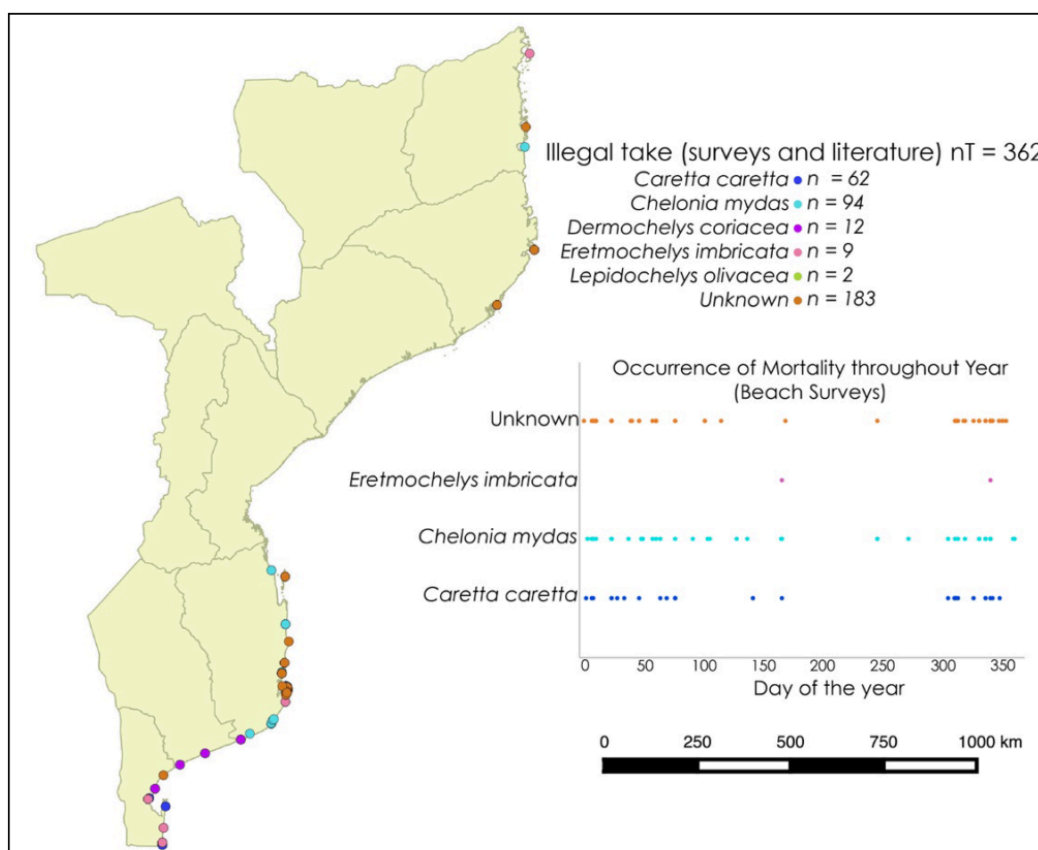 Illegal take (surveys and literature) nT = 362
Caretta caretta n = 62
Chelonia mydas n = 94
Dermochelys coriacea n = 12
Eretmochelys imbricata n = 9
Lepidochelys olivacea n = 2
Unknown n = 183
Occurrence of Mortality throughout Year
(Beach Surveys)
Unknown
Eretmochelys imbricata
Chelonia mydas
Caretta caretta
0 50 100 150 200 250 300 350
Day of the year
0 250 500 750 1000 km